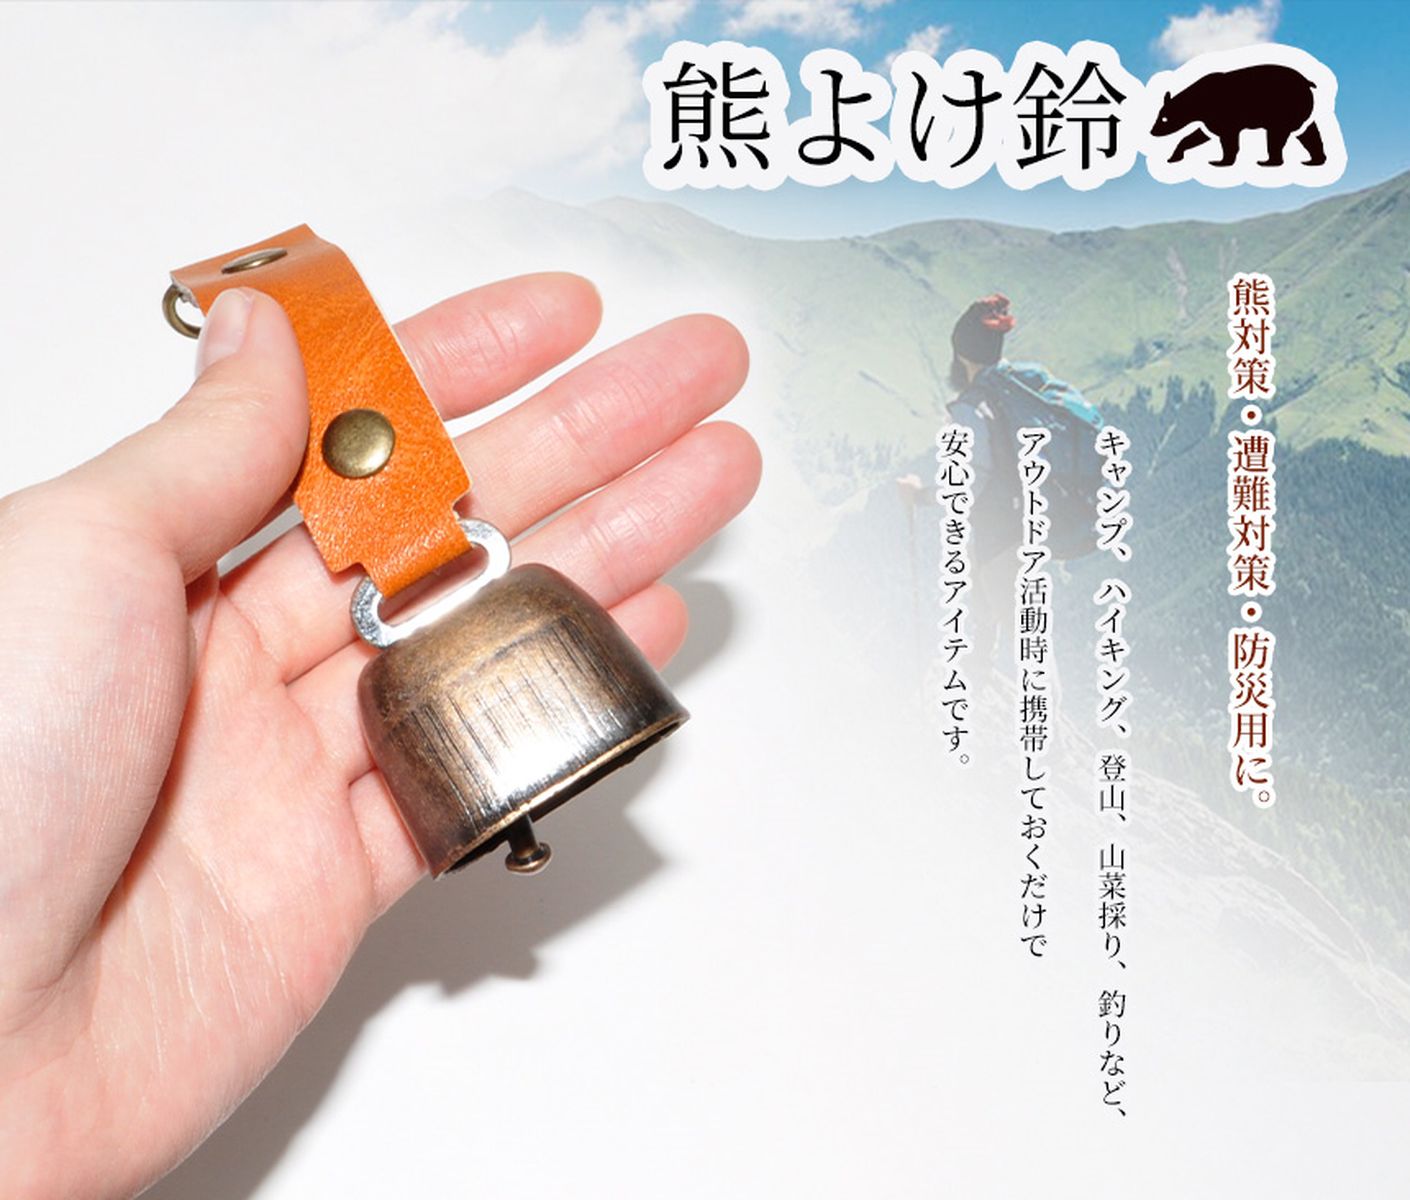 熊よけ鈴
熊対策・遭難対策・防災用に。
キャンプ、ハイキング、登山、山菜採り、釣りなど、
アウトドア活動時に携帯しておくだけで
安心できるアイテムです。